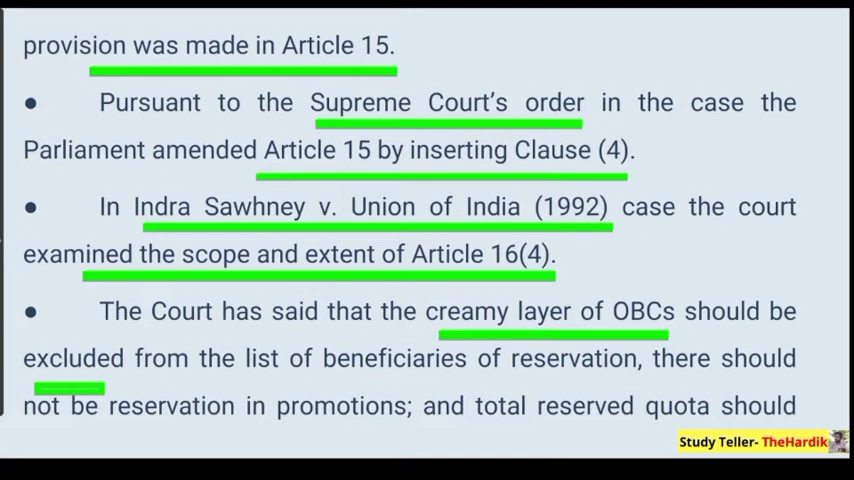 provision was made in Article 15.
● Pursuant to the Supreme Court's order in the case the
Parliament amended Article 15 by inserting Clause (4).
● In Indra Sawhney v. Union of India (1992) case the court
examined the scope and extent of Article 16(4).
● The Court has said that the creamy layer of OBCs should be
excluded from the list of beneficiaries of reservation, there should
not be reservation in promotions; and total reserved quota should
Study Teller- TheHardik